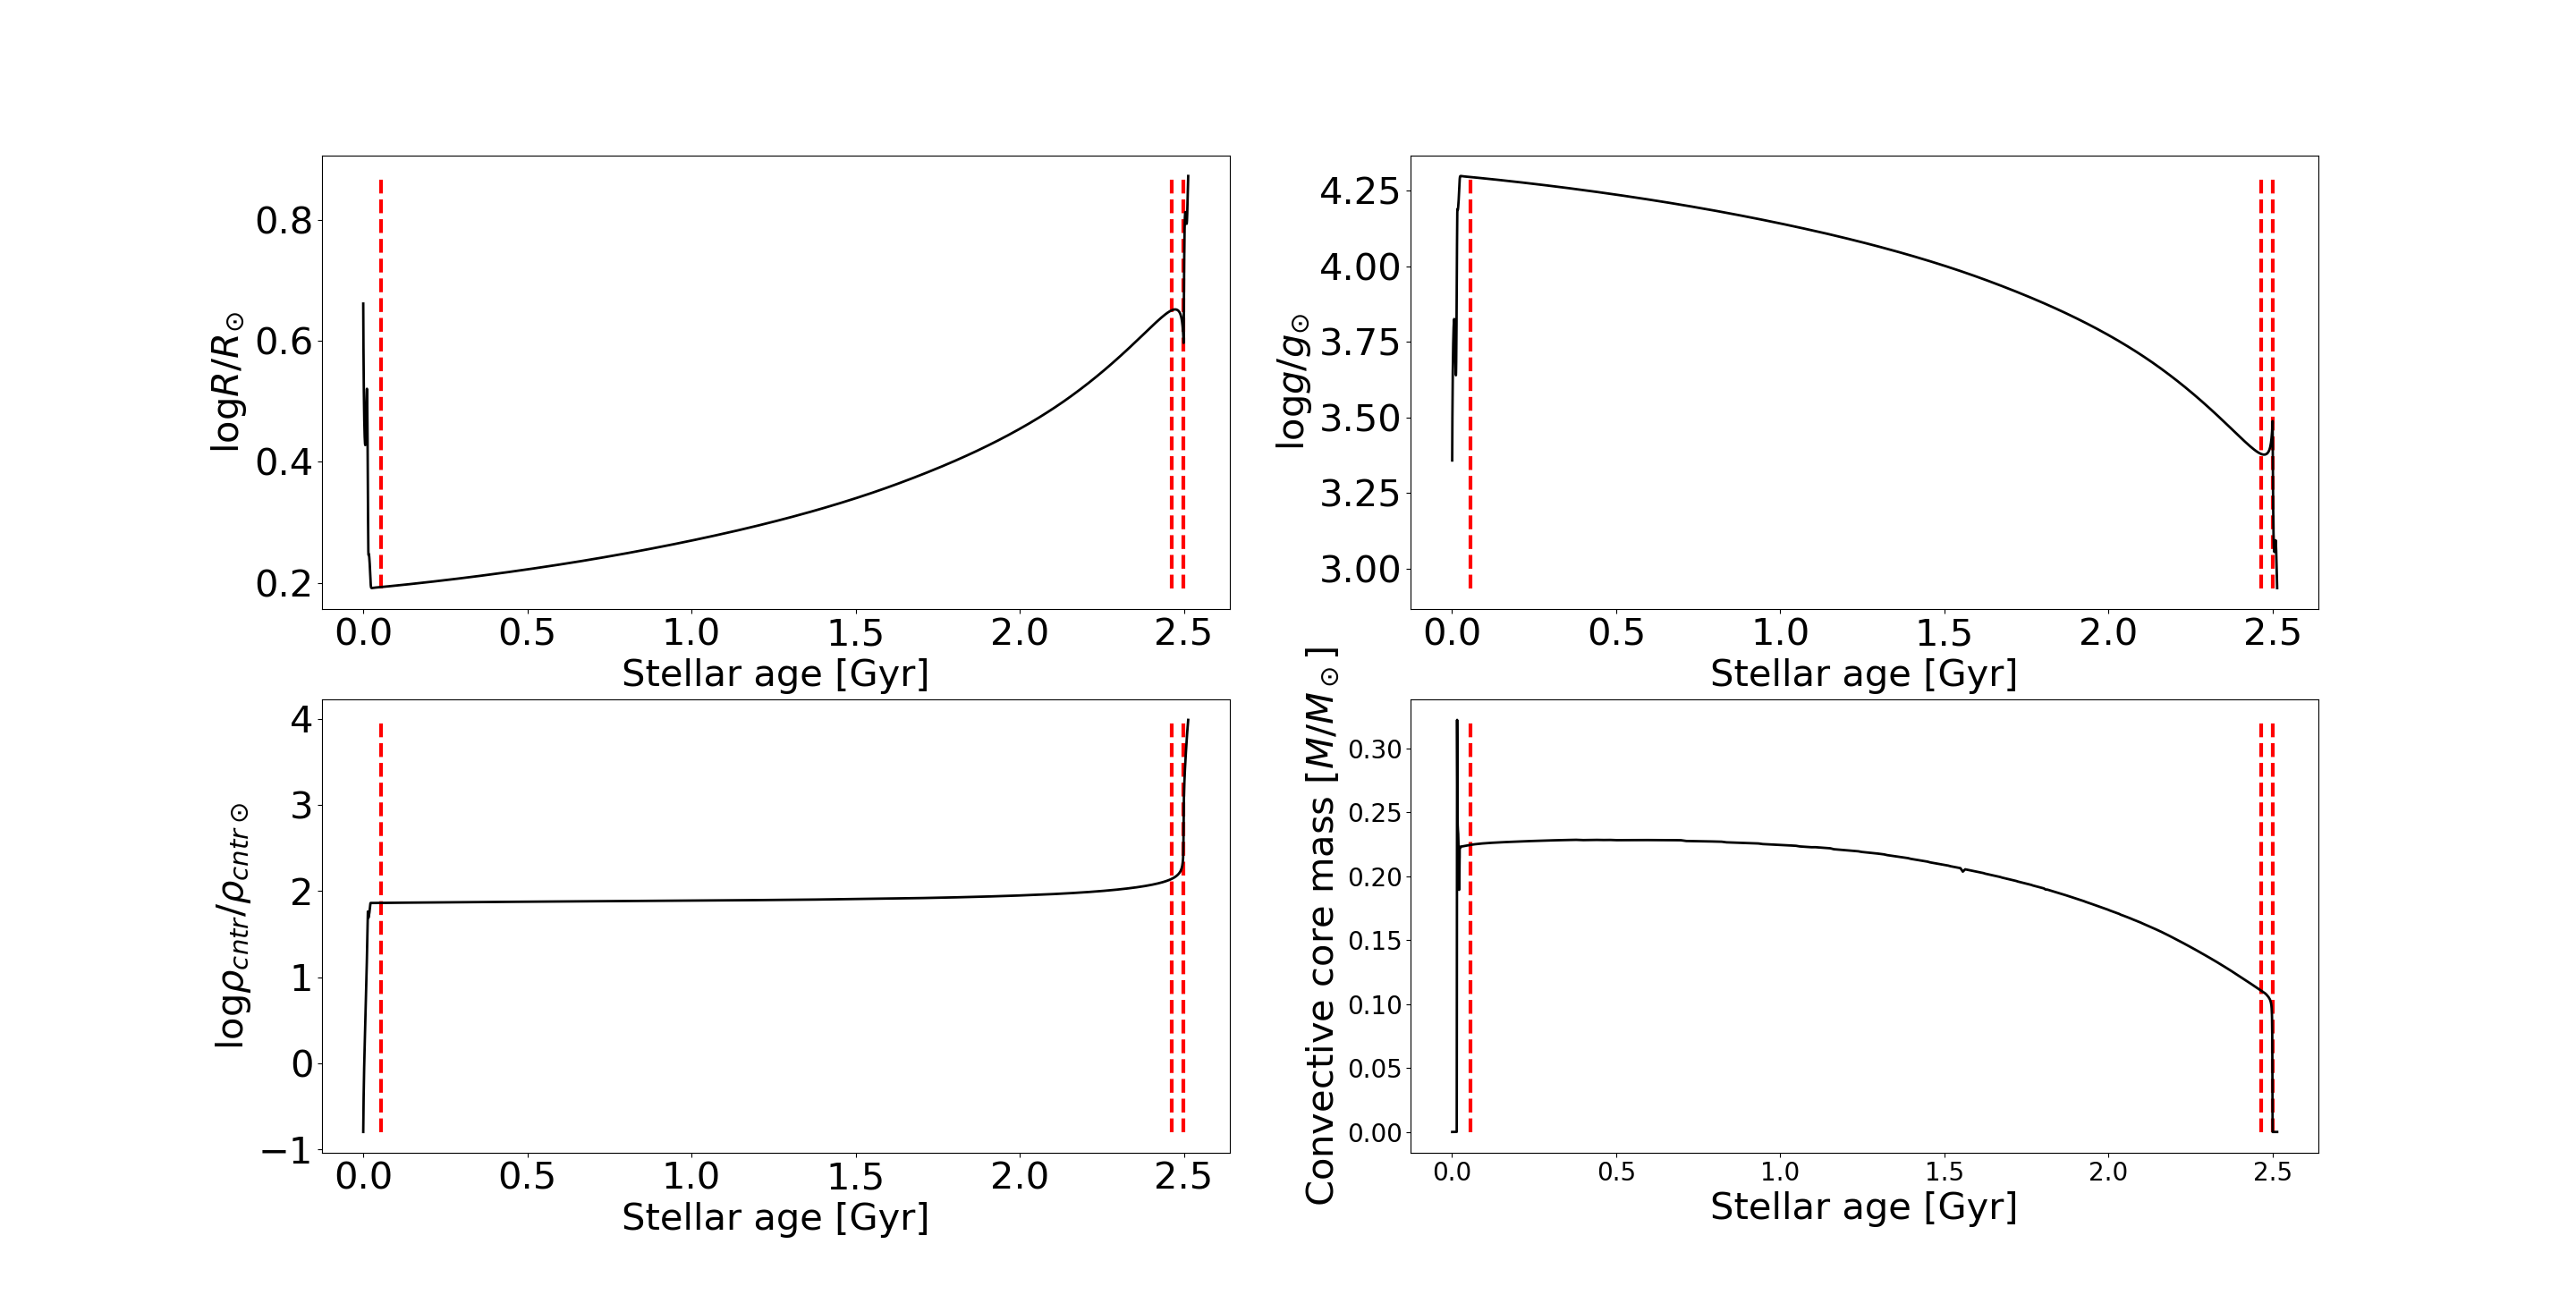 logR/R⊙
0.8
0.6
0.4
0.2
0.0 0.5 1.0 1.5 2.0 2.5
Stellar age [Gyr]
logg/g⊙
4.25
4.00
3.75
3.50
3.25
3.00
0.0 0.5 1.0 1.5 2.0 2.5
Stellar age [Gyr]
logρcntr/ρcntr⊙
4
3
2
1
0
−1
0.0 0.5 1.0 1.5 2.0 2.5
Stellar age [Gyr]
Convective core mass [M/M⊙]
0.30
0.25
0.20
0.15
0.10
0.05
0.00
0.0 0.5 1.0 1.5 2.0 2.5
Stellar age [Gyr]